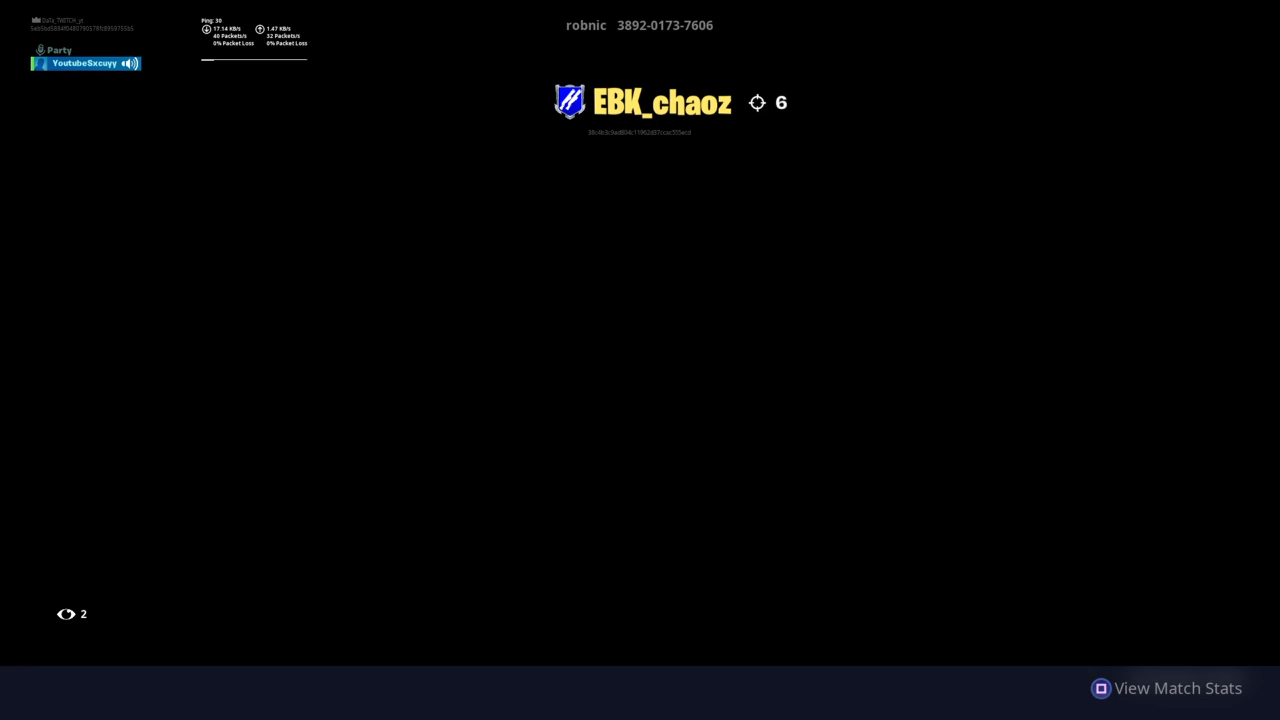 DaTa_TWITCH_yt
Party
YoutubeSxcuyy
Ping: 30
17.14 KB/s 1.47 KB/s
40 Packets/s 32 Packets/s
0% Packet Loss 0% Packet Loss
robnic 3892-0173-7606
EBK_chaoz 6
2
View Match Stats